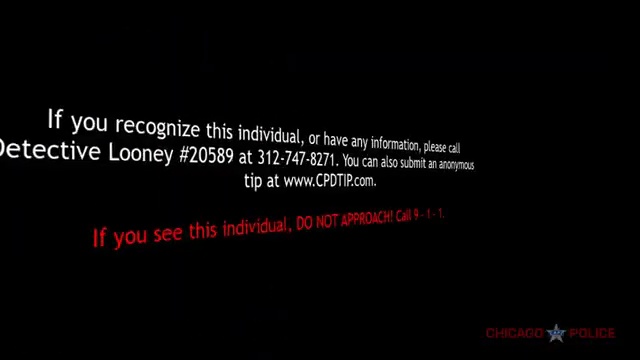 If you recognize this individual, or have any information, please call
Detective Looney #20589 at 312-747-8271. You can also submit an anonymous
tip at www.CPDTIP.com.
If you see this individual, DO NOT APPROACH! Call 9 - 1 - 1.
CHICAGO POLICE